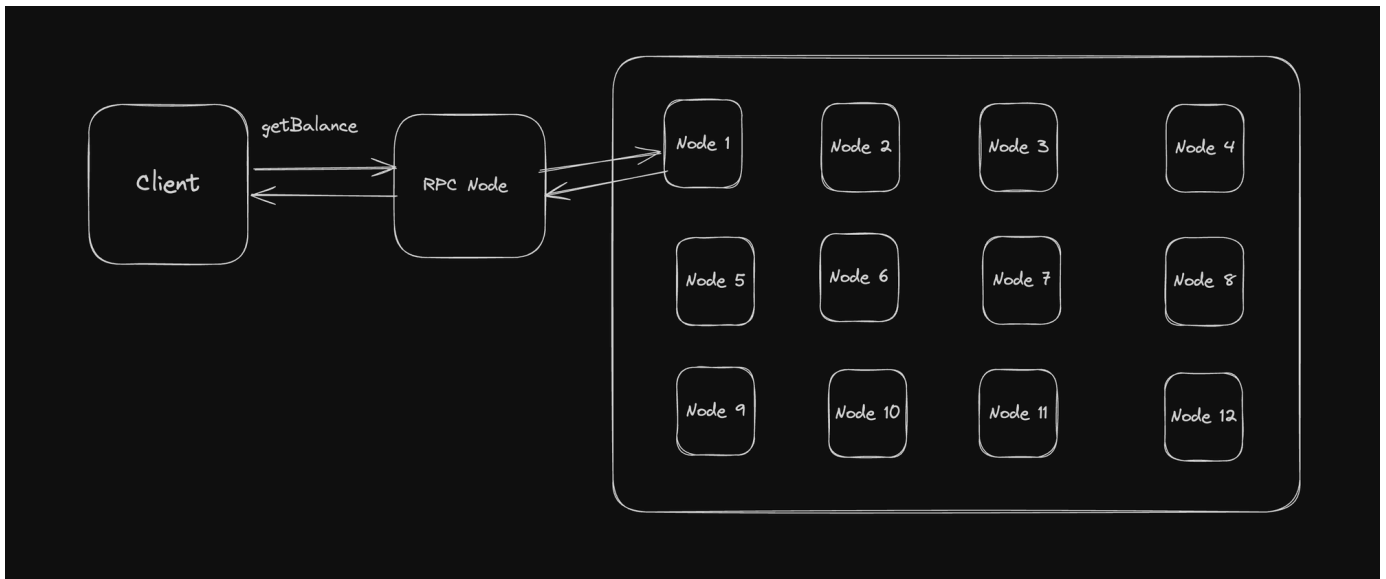 getBalance
Client
RPC Node
Node 1
Node 2
Node 3
Node 4
Node 5
Node 6
Node 7
Node 8
Node 9
Node 10
Node 11
Node 12